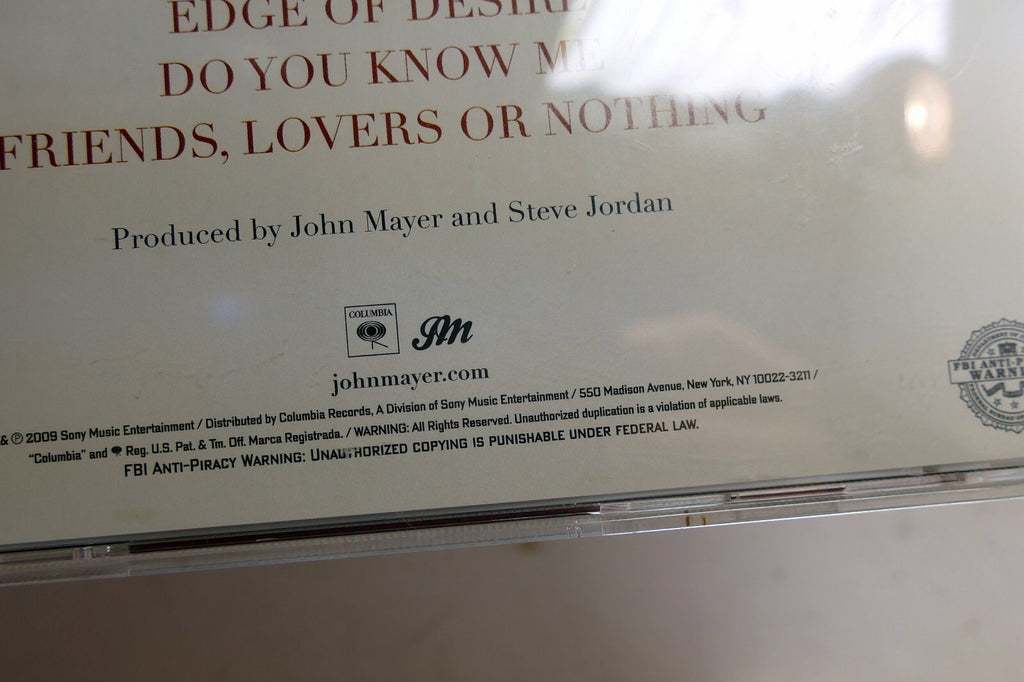 EDGE OF DESIRE
DO YOU KNOW ME
FRIENDS, LOVERS OR NOTHING
Produced by John Mayer and Steve Jordan
COLUMBIA
JM
johnmayer.com
& ℗ 2009 Sony Music Entertainment / Distributed by Columbia Records, A Division of Sony Music Entertainment / 550 Madison Avenue, New York, NY 10022-3211 /
"Columbia" and Reg. U.S. Pat. & Tm. Off. Marca Registrada. / WARNING: All Rights Reserved. Unauthorized duplication is a violation of applicable laws.
FBI ANTI-PIRACY WARNING: UNAUTHORIZED COPYING IS PUNISHABLE UNDER FEDERAL LAW.
FBI ANTI-P
WARNI